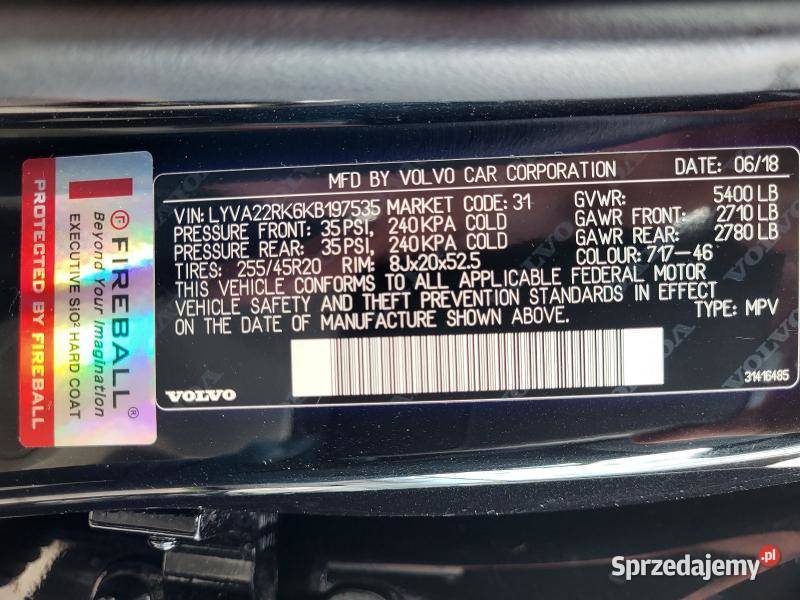 MFD BY VOLVO CAR CORPORATION DATE: 06/18
VIN: LYVA22RK6KB197535 MARKET CODE: 31 GVWR: 5400 LB
PRESSURE FRONT: 35 PSI, 240 KPA COLD GAWR FRONT: 2710 LB
PRESSURE REAR: 35 PSI, 240 KPA COLD GAWR REAR: 2780 LB
TIRES: 255/45R20 RIM: 8Jx20x52.5 COLOUR: 717-46
THIS VEHICLE CONFORMS TO ALL APPLICABLE FEDERAL MOTOR
VEHICLE SAFETY AND THEFT PREVENTION STANDARDS IN EFFECT
ON THE DATE OF MANUFACTURE SHOWN ABOVE. TYPE: MPV
VOLVO
31416485
PROTECTED BY FIREBALL
EXECUTIVE SIO² HARD COAT
Beyond Your Imagination
FIREBALL®
Sprzedajemy.pl